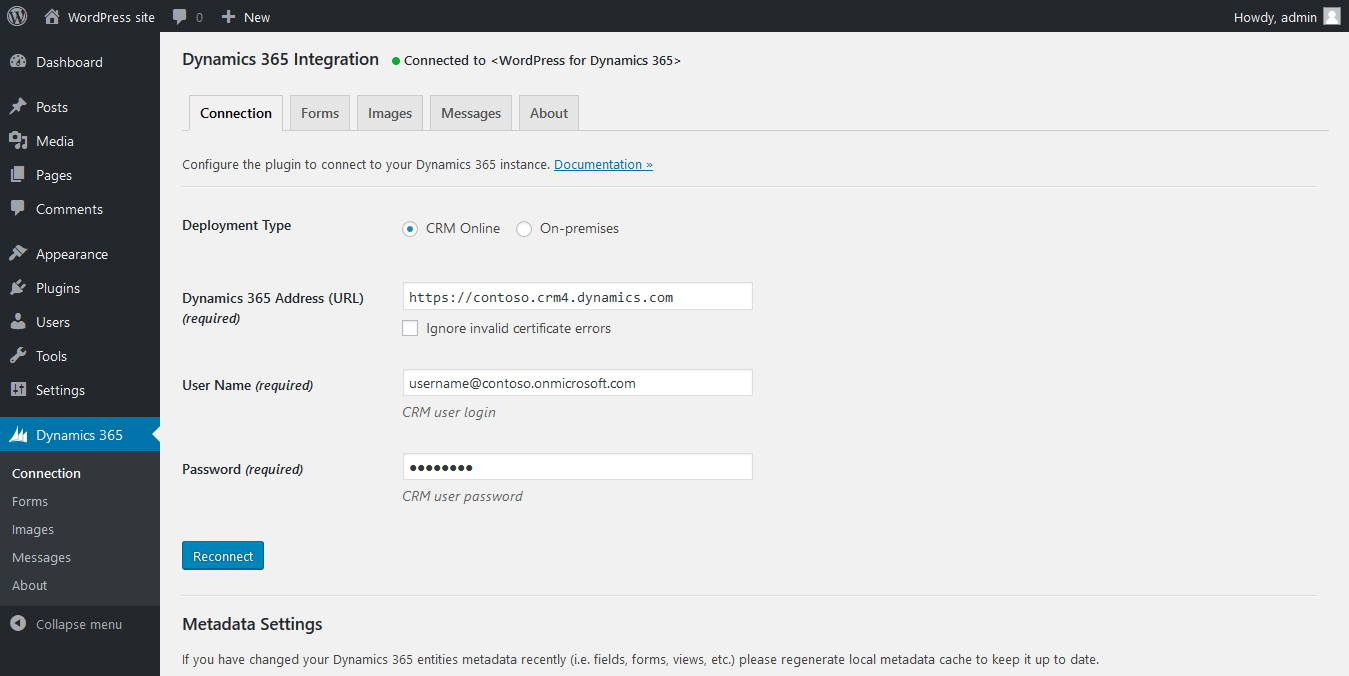 WordPress site 0 New Howdy, admin
Dashboard
Posts
Media
Pages
Comments
Appearance
Plugins
Users
Tools
Settings
Dynamics 365
Connection
Forms
Images
Messages
About
Collapse menu
Dynamics 365 Integration Connected to <WordPress for Dynamics 365>
Connection Forms Images Messages About
Configure the plugin to connect to your Dynamics 365 instance. Documentation »
Deployment Type CRM Online On-premises
Dynamics 365 Address (URL) https://contoso.crm4.dynamics.com
(required)
Ignore invalid certificate errors
User Name (required) username@contoso.onmicrosoft.com
CRM user login
Password (required) ●●●●●●●●
CRM user password
Reconnect
Metadata Settings
If you have changed your Dynamics 365 entities metadata recently (i.e. fields, forms, views, etc.) please regenerate local metadata cache to keep it up to date.